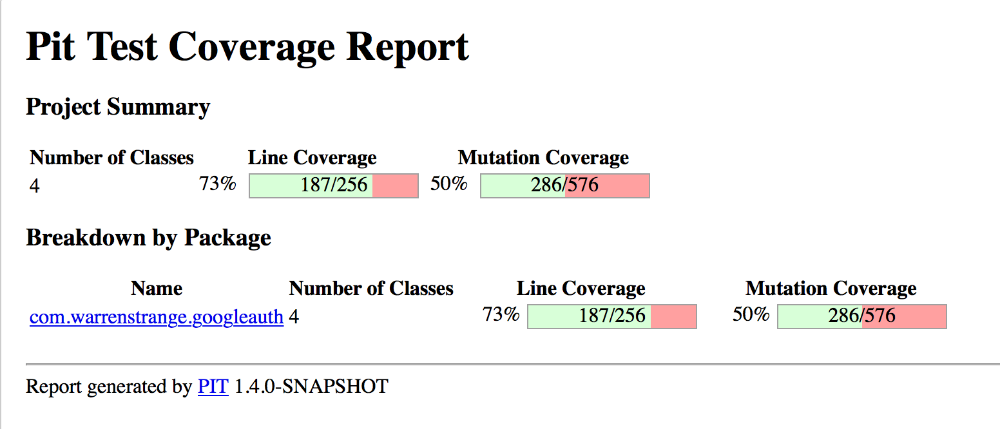 Pit Test Coverage Report
Project Summary
Number of Classes Line Coverage Mutation Coverage
4 73% 187/256 50% 286/576
Breakdown by Package
Name Number of Classes Line Coverage Mutation Coverage
com.warrenstrange.googleauth 4 73% 187/256 50% 286/576
Report generated by PIT 1.4.0-SNAPSHOT